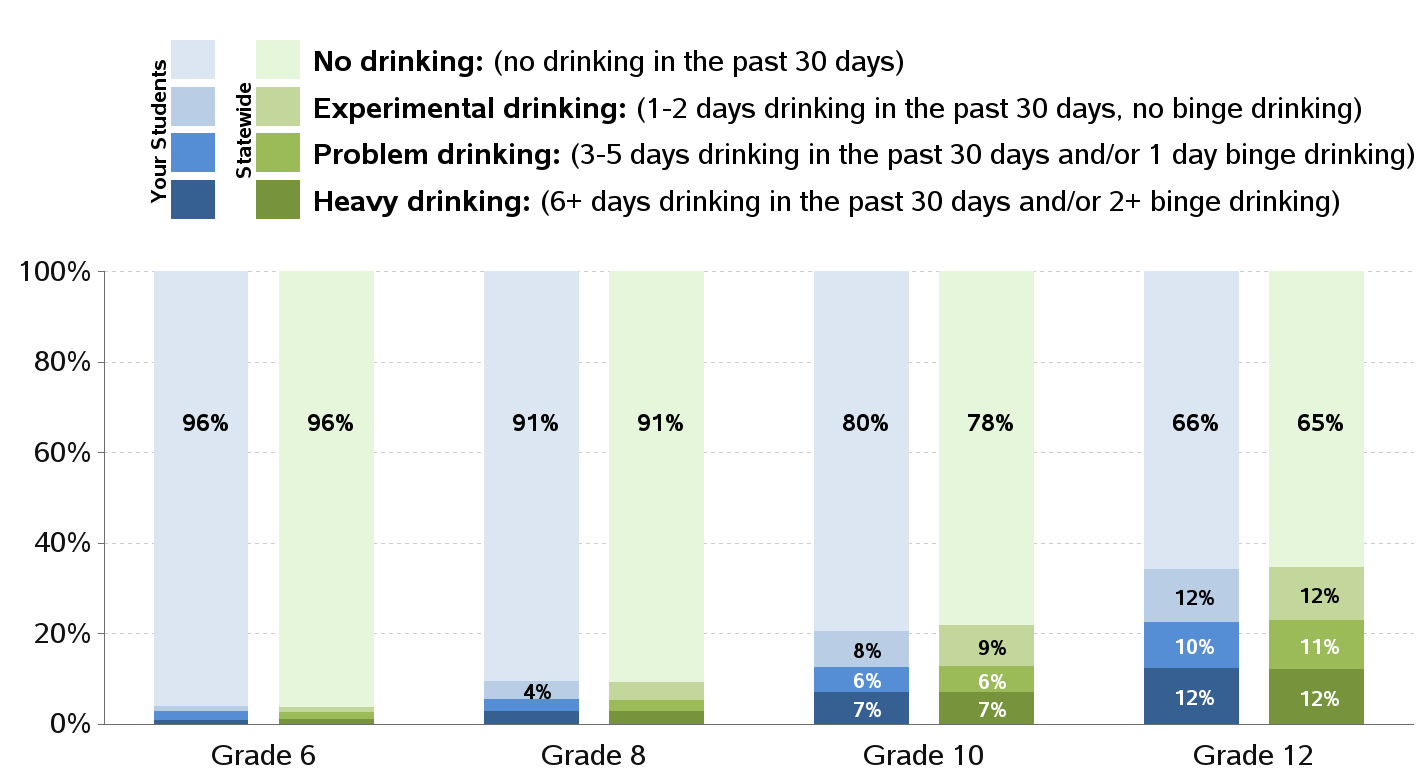 Your Students
Statewide
No drinking: (no drinking in the past 30 days)
Experimental drinking: (1-2 days drinking in the past 30 days, no binge drinking)
Problem drinking: (3-5 days drinking in the past 30 days and/or 1 day binge drinking)
Heavy drinking: (6+ days drinking in the past 30 days and/or 2+ binge drinking)
100%
80%
96% 96% 91% 91% 80% 78% 66% 65%
60%
40%
12% 12%
20%
8% 9% 10% 11%
4% 6% 6%
7% 7% 12% 12%
0%
Grade 6 Grade 8 Grade 10 Grade 12